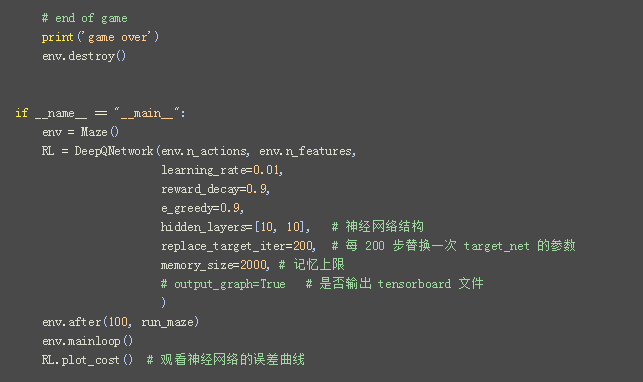 # end of game
print('game over')
env.destroy()
if __name__ == "__main__":
env = Maze()
RL = DeepQNetwork(env.n_actions, env.n_features,
learning_rate=0.01,
reward_decay=0.9,
e_greedy=0.9,
hidden_layers=[10, 10],   # 神经网络结构
replace_target_iter=200,  # 每 200 步替换一次 target_net 的参数
memory_size=2000, # 记忆上限
# output_graph=True   # 是否输出 tensorboard 文件
)
env.after(100, run_maze)
env.mainloop()
RL.plot_cost()  # 观看神经网络的误差曲线